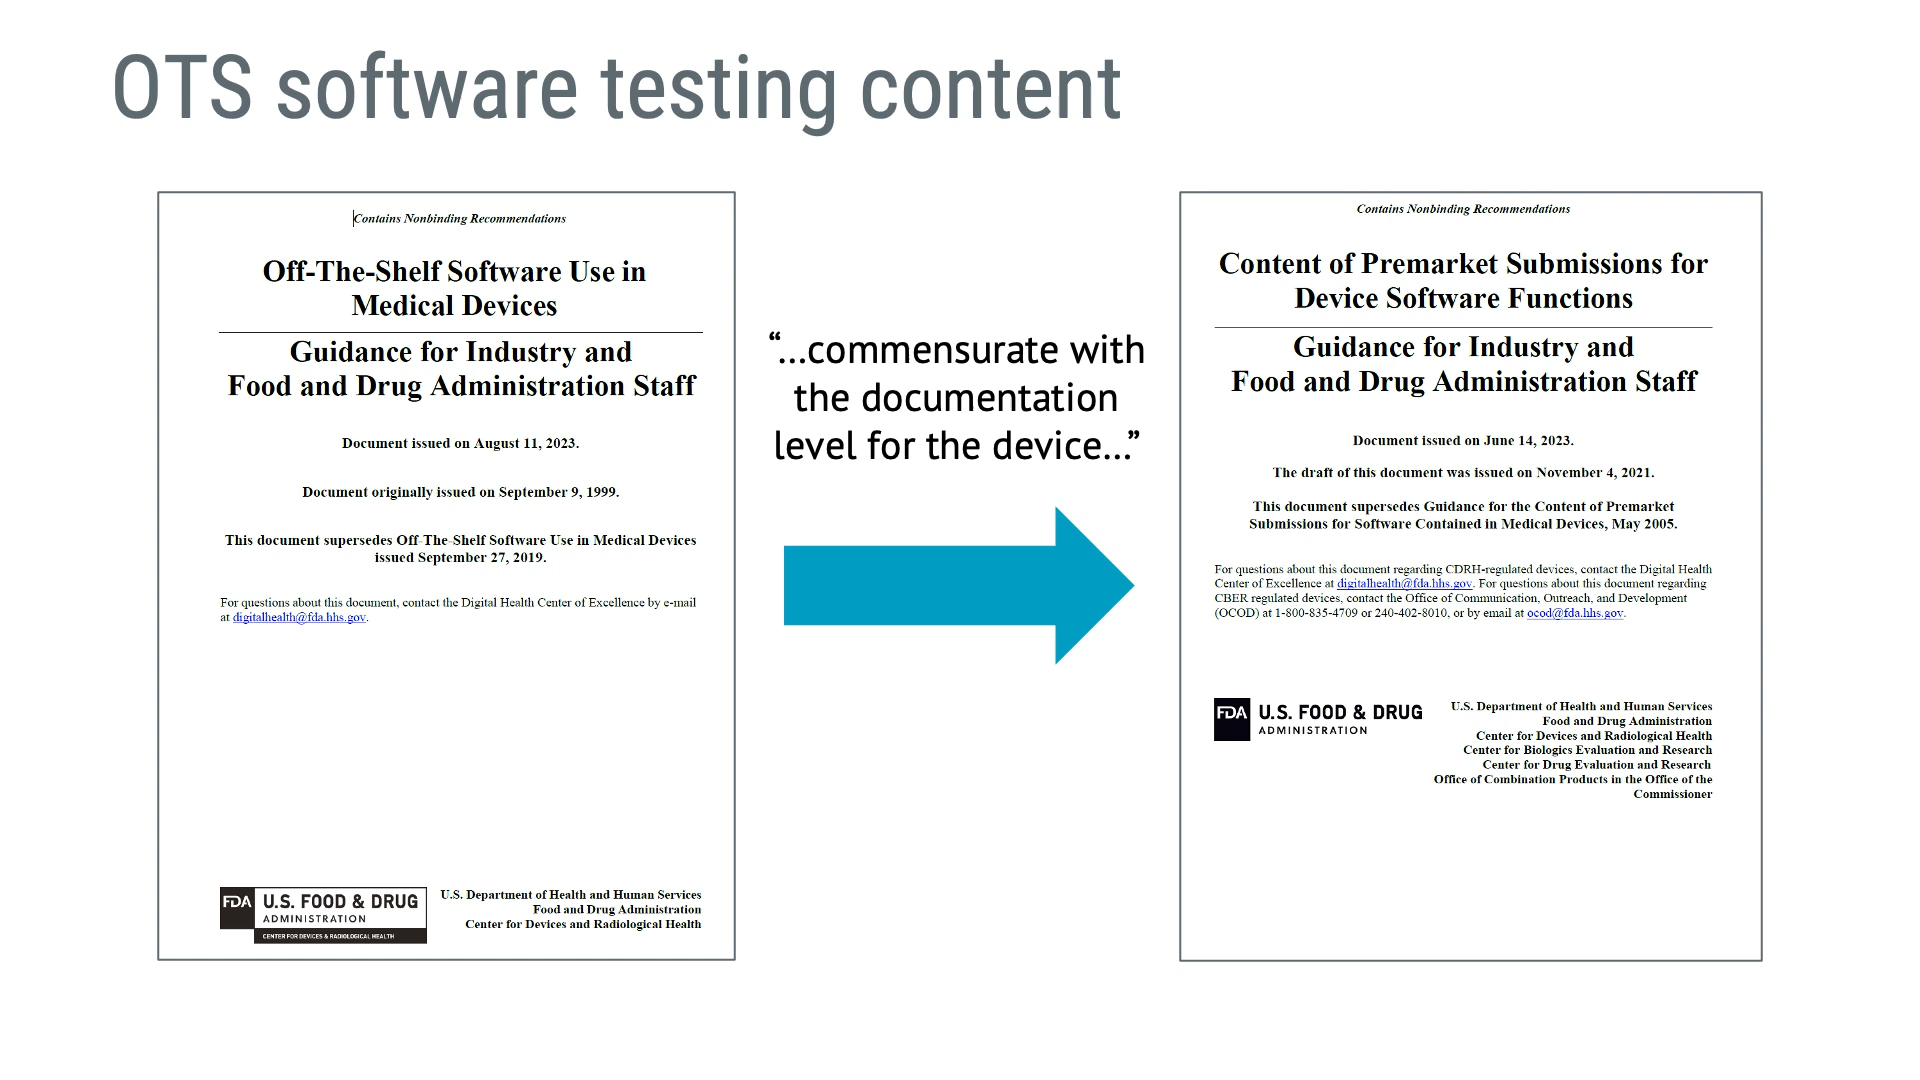 OTS software testing content
Contains Nonbinding Recommendations
Off-The-Shelf Software Use in
Medical Devices
Guidance for Industry and
Food and Drug Administration Staff
Document issued on August 11, 2023.
Document originally issued on September 9, 1999.
This document supersedes Off-The-Shelf Software Use in Medical Devices
issued September 27, 2019.
For questions about this document, contact the Digital Health Center of Excellence by e-mail
at digitalhealth@fda.hhs.gov.
FDA
U.S. FOOD & DRUG
ADMINISTRATION
CENTER FOR DEVICES & RADIOLOGICAL HEALTH
U.S. Department of Health and Human Services
Food and Drug Administration
Center for Devices and Radiological Health
“...commensurate with
the documentation
level for the device...”
Contains Nonbinding Recommendations
Content of Premarket Submissions for
Device Software Functions
Guidance for Industry and
Food and Drug Administration Staff
Document issued on June 14, 2023.
The draft of this document was issued on November 4, 2021.
This document supersedes Guidance for the Content of Premarket
Submissions for Software Contained in Medical Devices, May 2005.
For questions about this document regarding CDRH-regulated devices, contact the Digital Health
Center of Excellence at digitalhealth@fda.hhs.gov. For questions about this document regarding
CBER regulated devices, contact the Office of Communication, Outreach, and Development
(OCOD) at 1-800-835-4709 or 240-402-8010, or by email at ocod@fda.hhs.gov.
FDA
U.S. FOOD & DRUG
ADMINISTRATION
U.S. Department of Health and Human Services
Food and Drug Administration
Center for Devices and Radiological Health
Center for Biologics Evaluation and Research
Center for Drug Evaluation and Research
Office of Combination Products in the Office of the
Commissioner